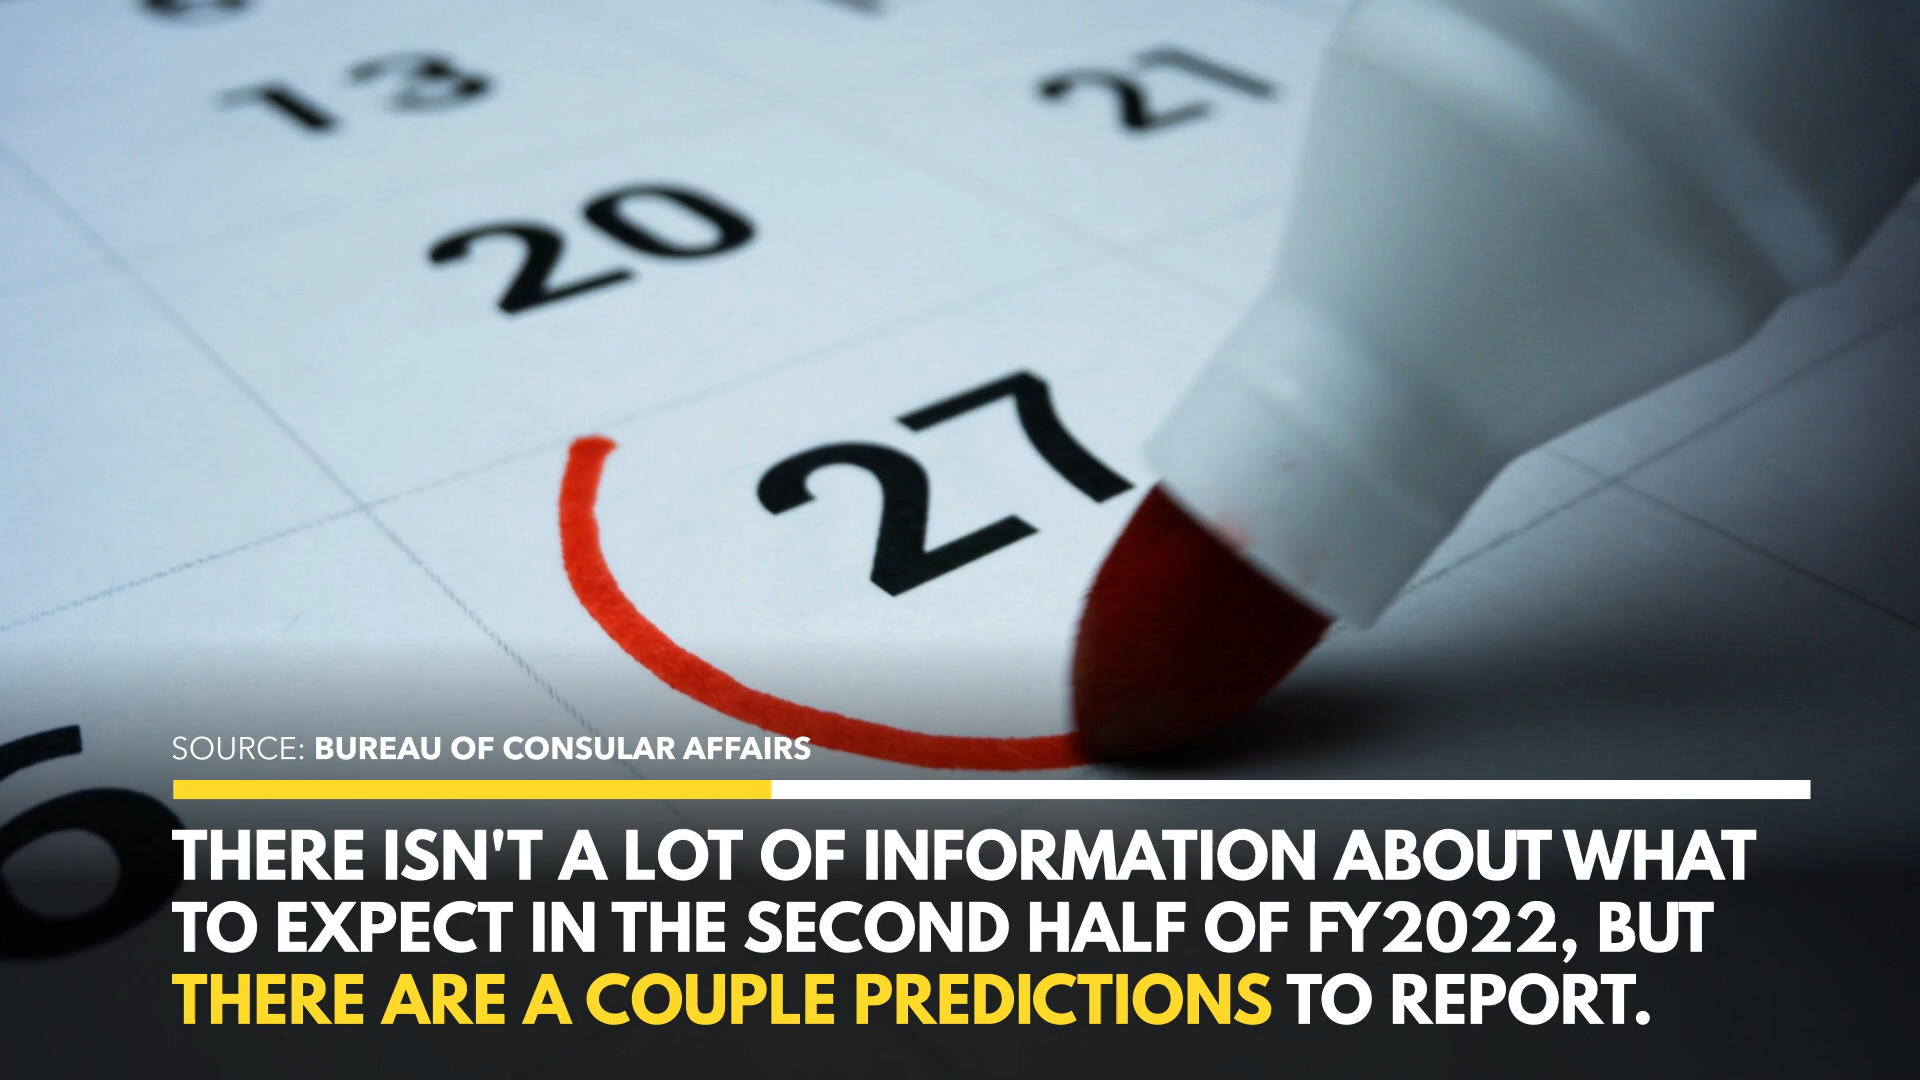 13
21
20
27
6
SOURCE: BUREAU OF CONSULAR AFFAIRS
THERE ISN'T A LOT OF INFORMATION ABOUT WHAT
TO EXPECT IN THE SECOND HALF OF FY2022, BUT
THERE ARE A COUPLE PREDICTIONS TO REPORT.